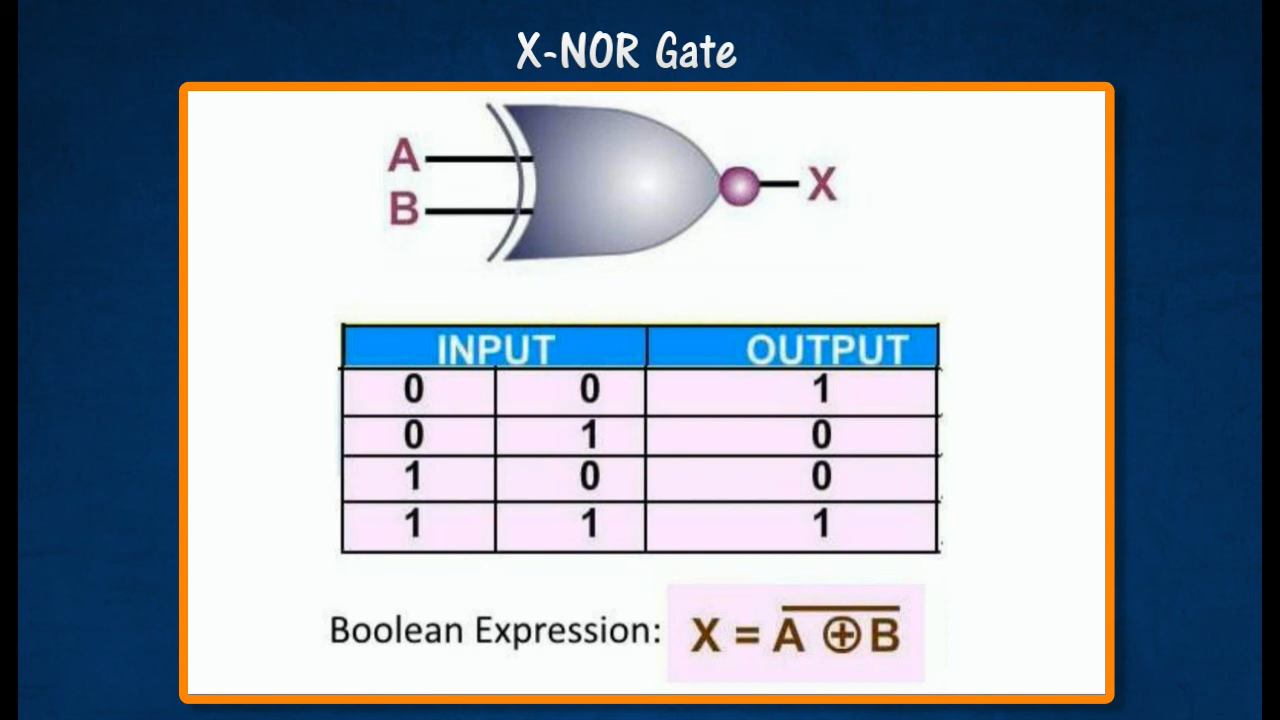 X-NOR Gate
A
B
X
INPUT OUTPUT
0 0 1
0 1 0
1 0 0
1 1 1
Boolean Expression: X = A̅ ̅⊕̅ ̅B̅